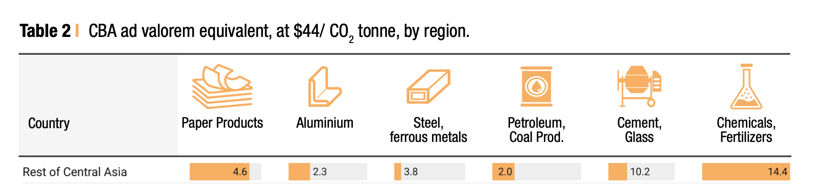 Table 2 | CBA ad valorem equivalent, at $44/ CO2 tonne, by region.
Country
Paper Products
Aluminium
Steel,
ferrous metals
Petroleum,
Coal Prod.
Cement,
Glass
Chemicals,
Fertilizers
Rest of Central Asia 4.6 2.3 3.8 2.0 10.2 14.4